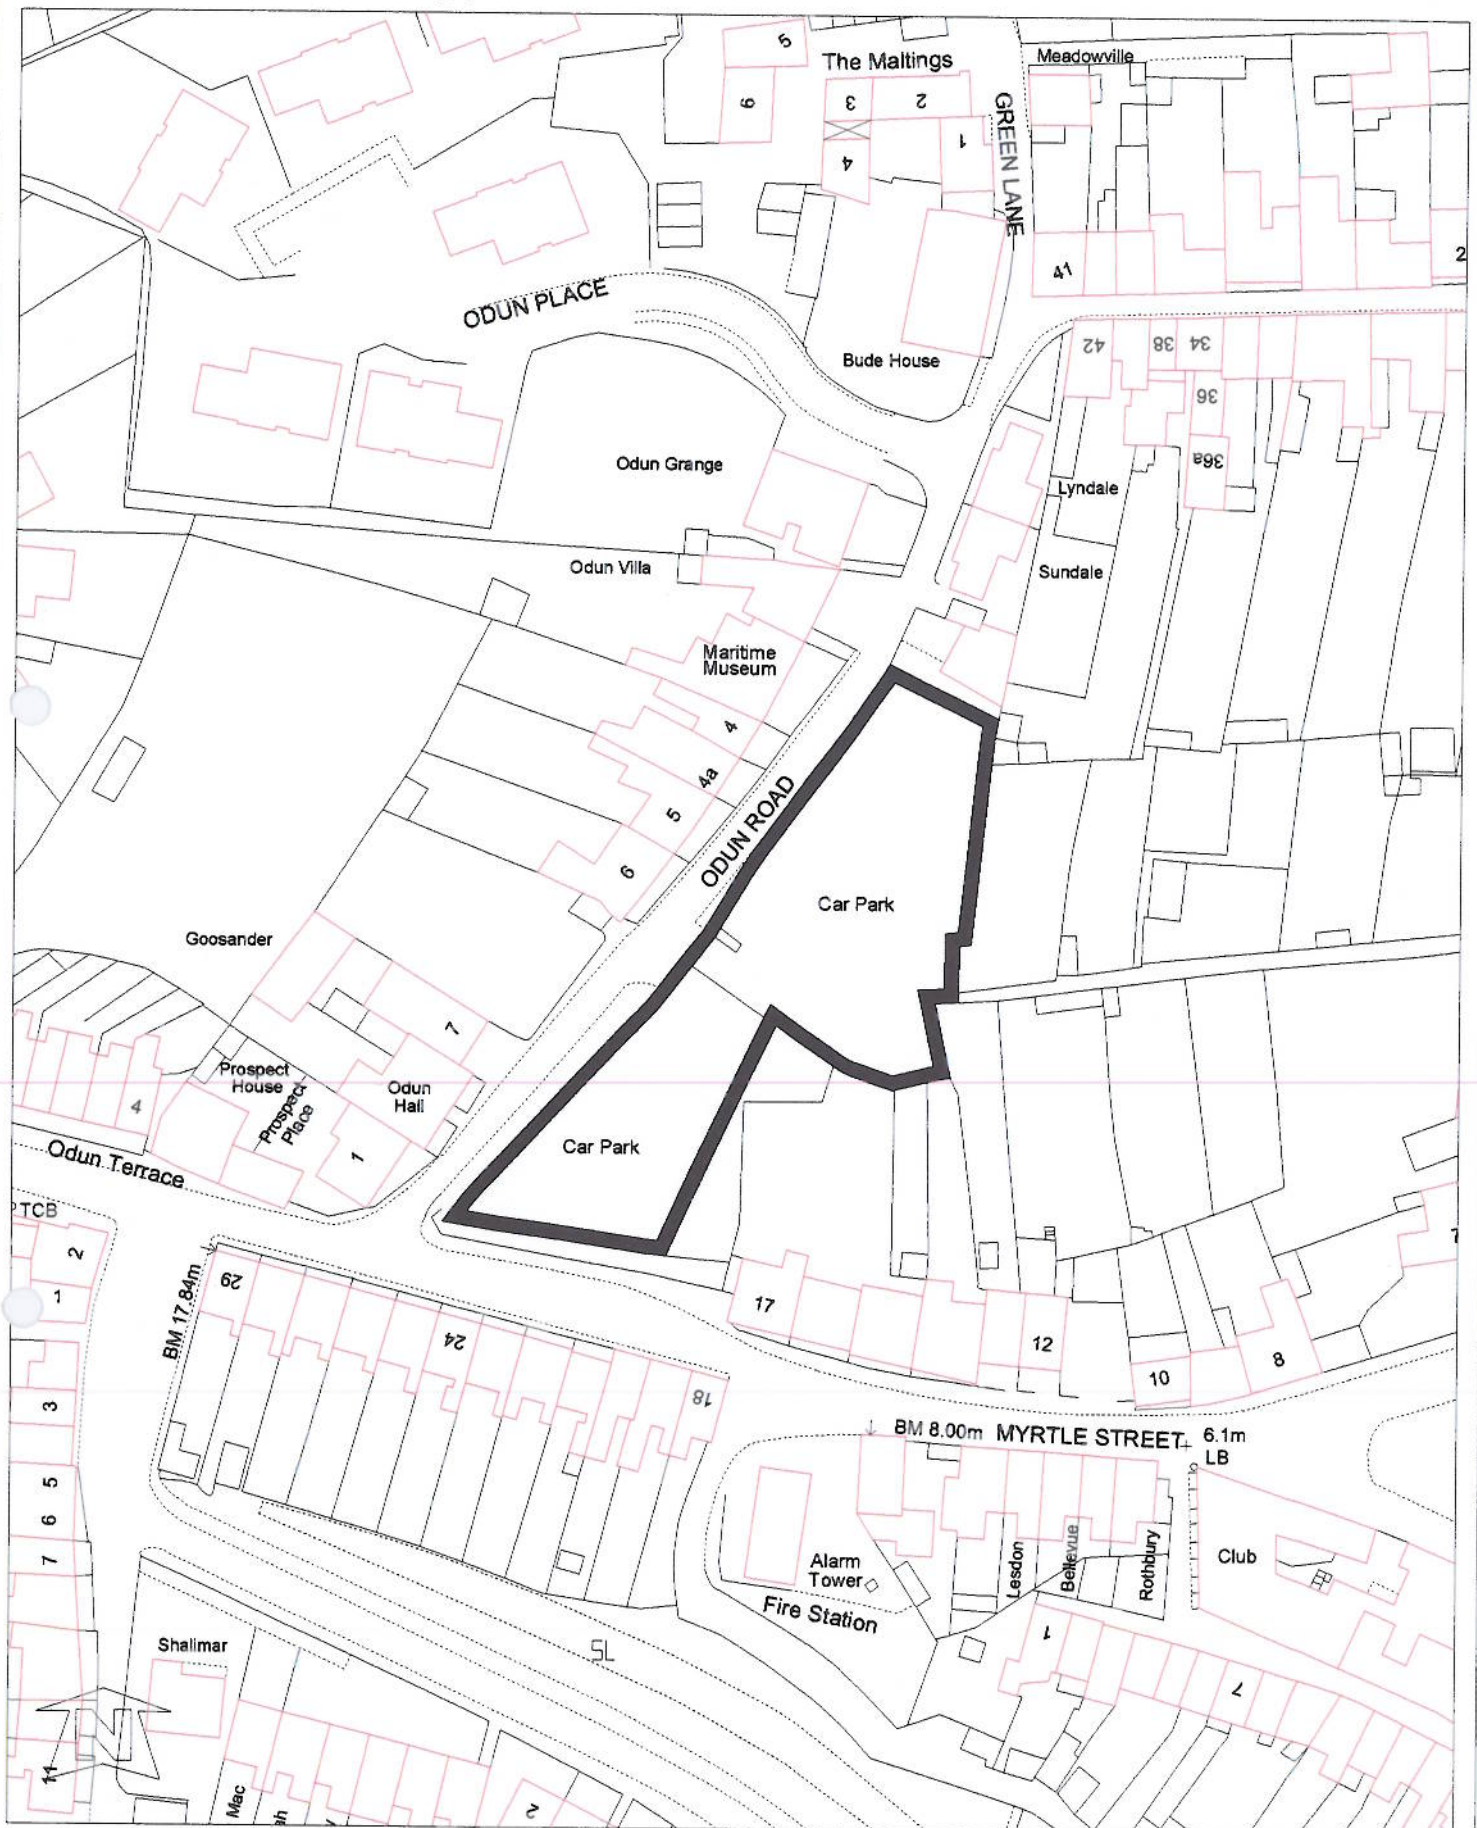 5
The Maltings
Meadowville
6
3
2
1
4
GREEN LANE
41
2
ODUN PLACE
Bude House
42
38
34
36
36a
Odun Grange
Lyndale
Odun Villa
Sundale
Maritime
Museum
4
4a
5
6
ODUN ROAD
Car Park
Goosander
7
Prospect
House
Prospect
Place
Odun
Hall
4
1
Car Park
Odun Terrace
TCB
2
1
BM 17.84m
29
24
18
17
12
10
8
7
3
BM 8.00m
MYRTLE STREET
6.1m
LB
5
6
7
Alarm
Tower
Fire Station
Lesdon
Bellevue
Rothbury
Club
Shalimar
SL
1
7
N
11
Mac
2